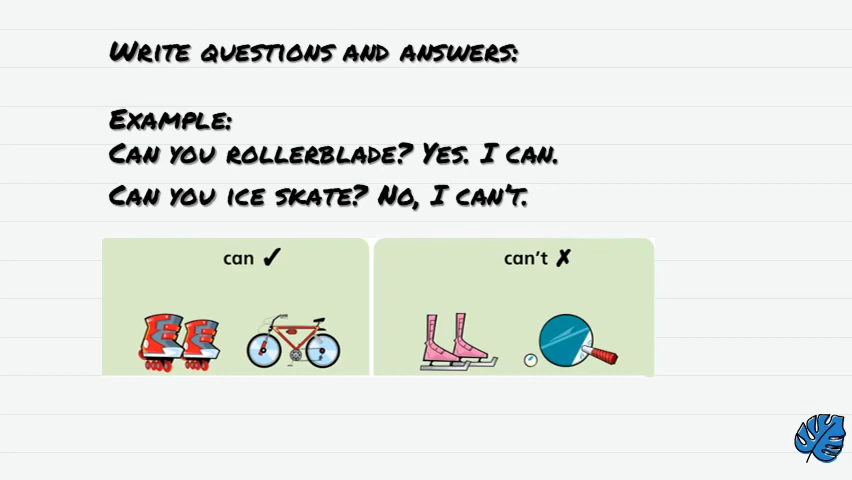 Write questions and answers:
Example:
Can you rollerblade? Yes. I can.
Can you ice skate? No, I can't.
can ✓
can't ✗